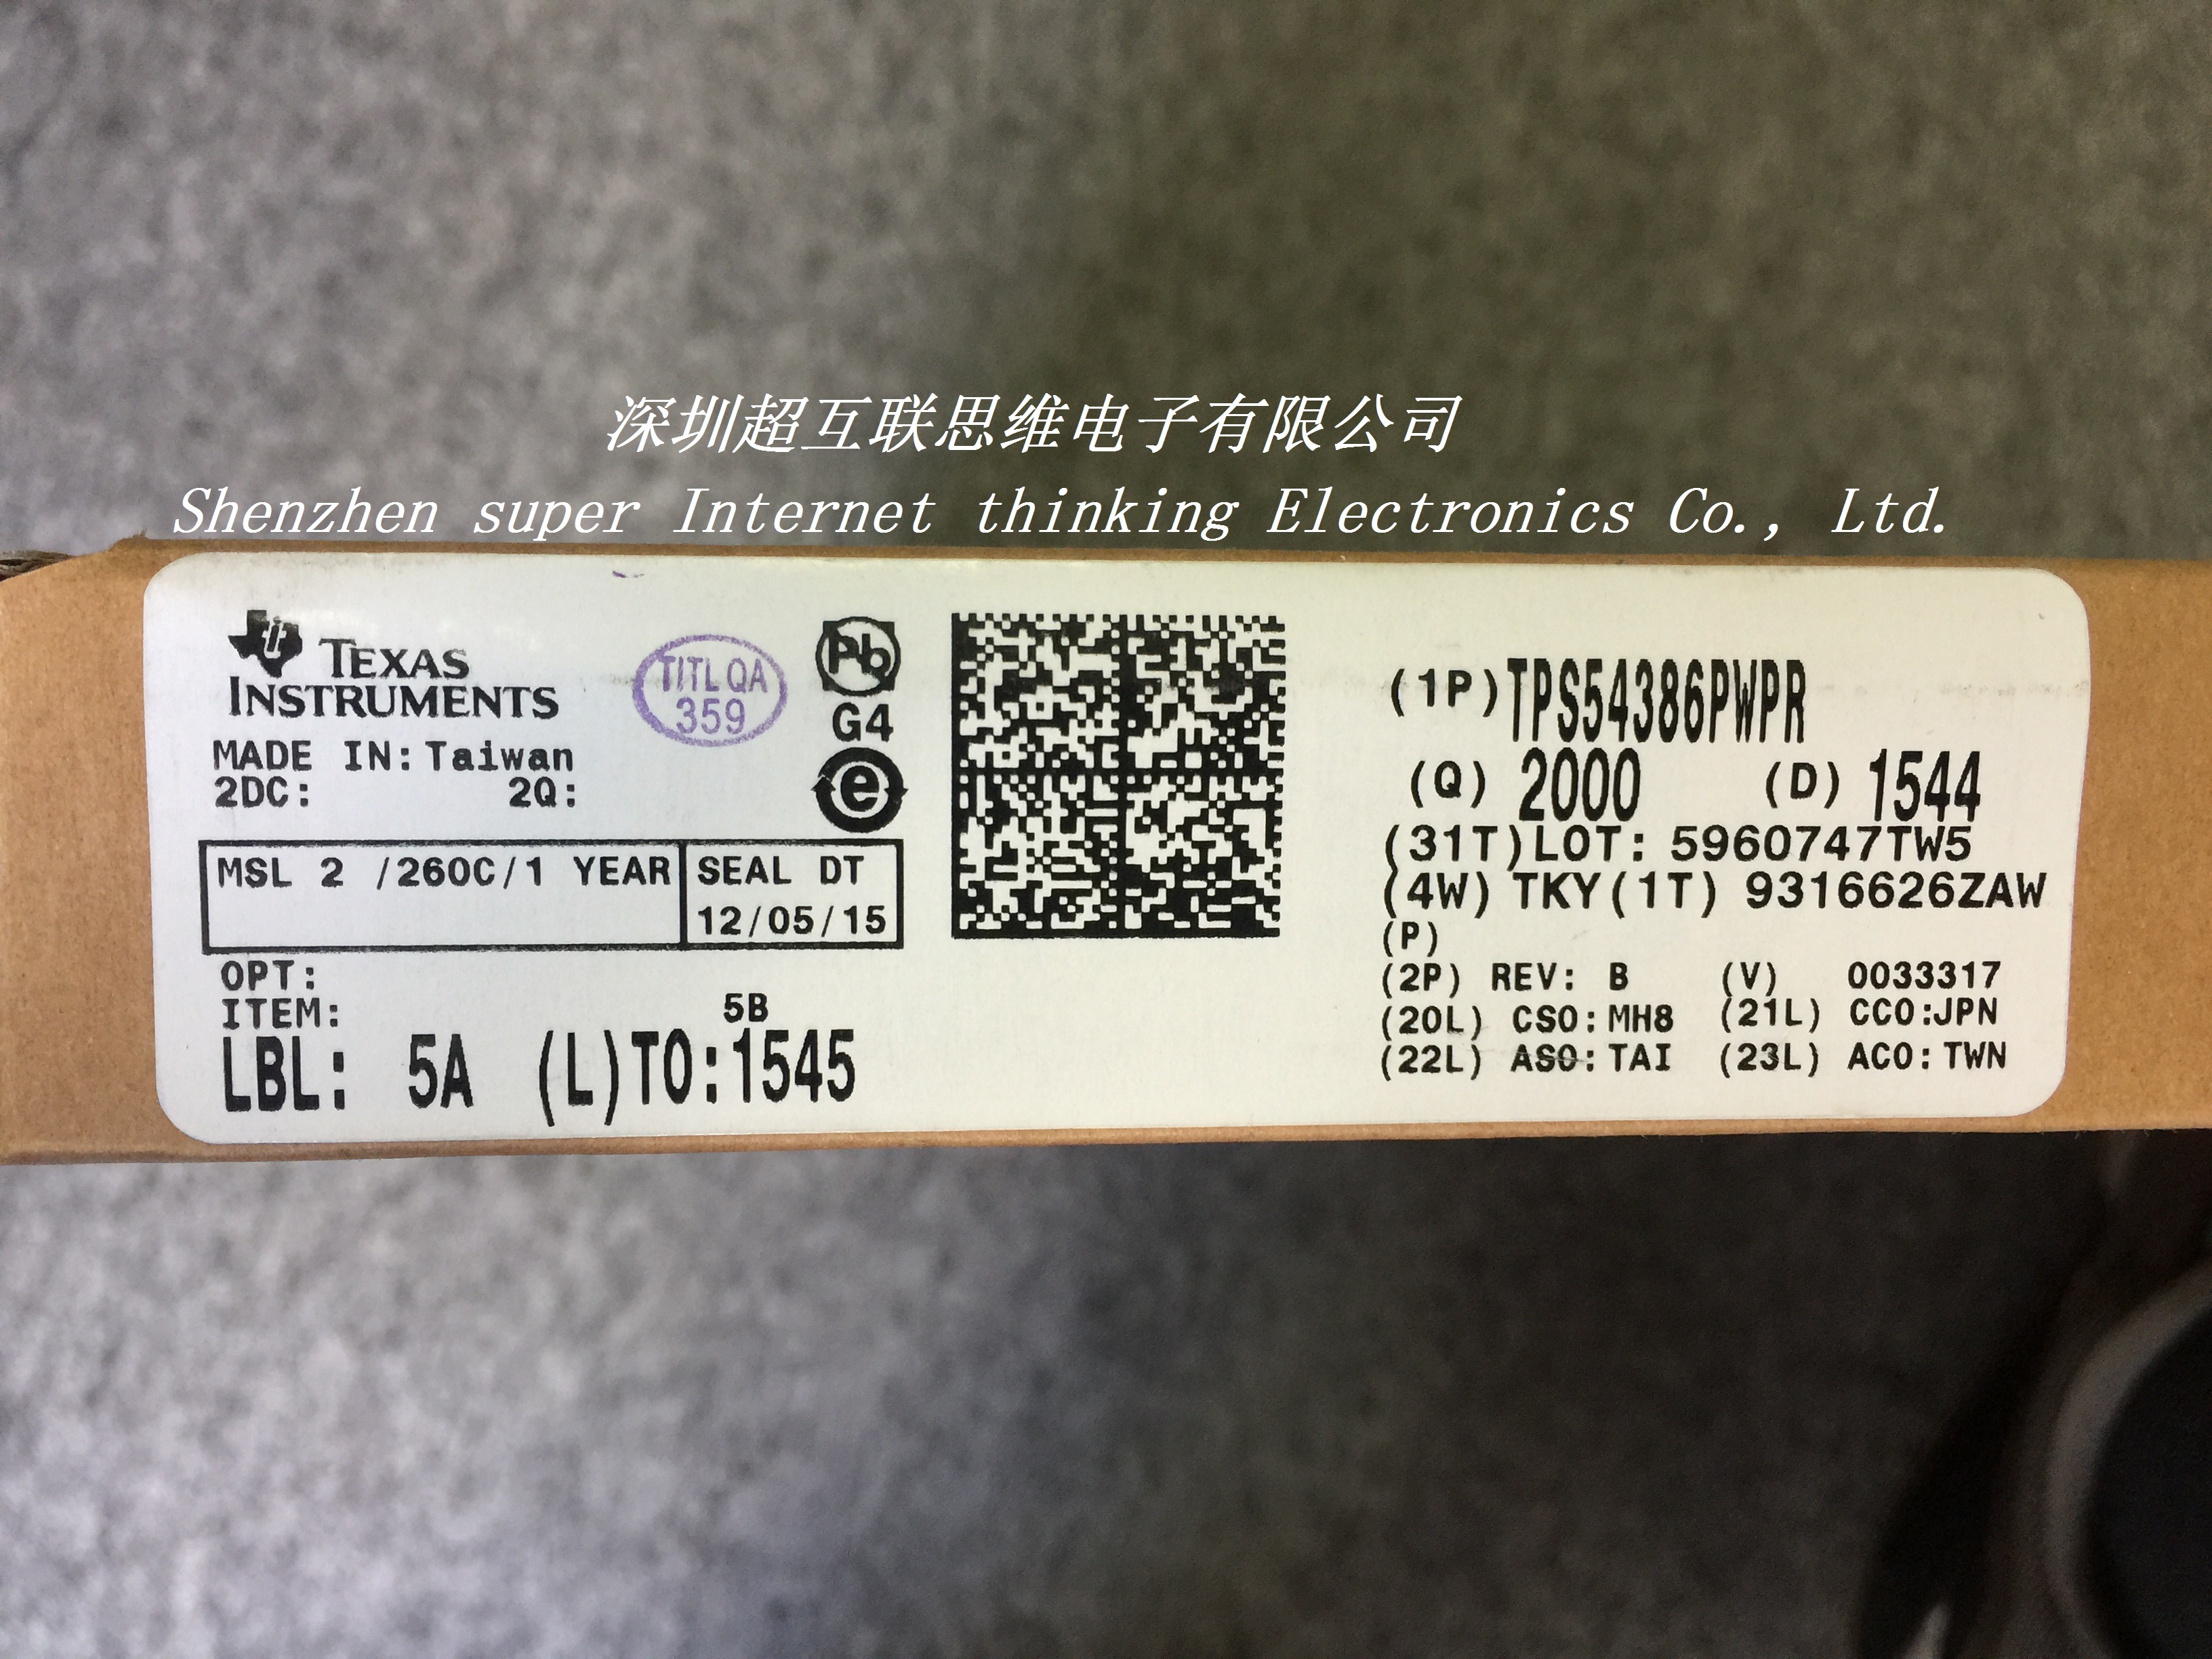 深圳超互联思维电子有限公司
Shenzhen super Internet thinking Electronics Co., Ltd.
TEXAS
INSTRUMENTS
MADE IN: Taiwan
2DC: 2Q:
TITL QA
359
Pb
G4
e
MSL 2 /260C/1 YEAR
SEAL DT
12/05/15
OPT:
ITEM:
5B
LBL: 5A (L)TO:1545
(1P)TPS54386PWPR
(Q) 2000 (D) 1544
(31T)LOT: 5960747TW5
(4W) TKY(1T) 9316626ZAW
(P)
(2P) REV: B (V) 0033317
(20L) CSO:MH8 (21L) CCO:JPN
(22L) ASO:TAI (23L) ACO:TWN